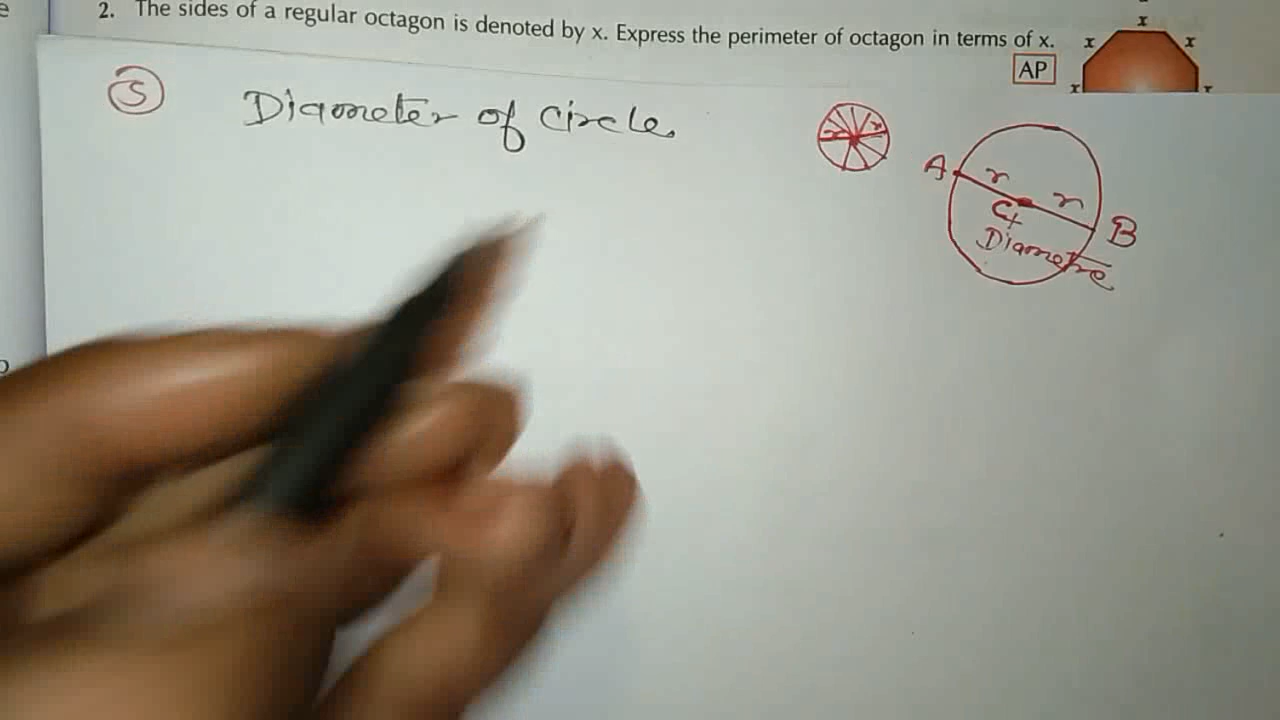 2. The sides of a regular octagon is denoted by x. Express the perimeter of octagon in terms of x.
AP
x
x x
x x
5 Diameter of circle.
r r
A r
r
C
B
Diametre